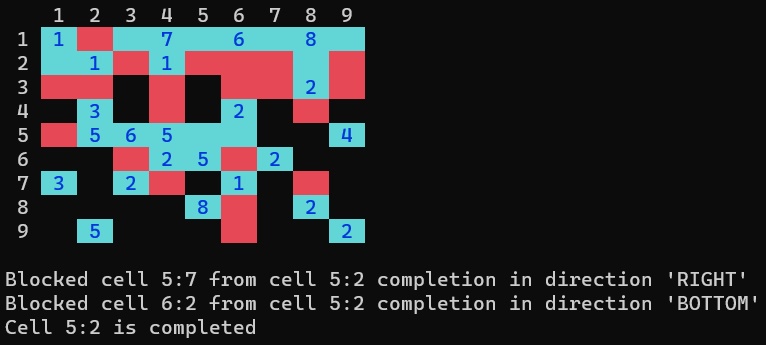 1 2 3 4 5 6 7 8 9
1 1 7 6 8
2 1 1
3 2
4 3 2
5 5 6 5 4
6 2 5 2
7 3 2 1
8 8 2
9 5 2
Blocked cell 5:7 from cell 5:2 completion in direction 'RIGHT'
Blocked cell 6:2 from cell 5:2 completion in direction 'BOTTOM'
Cell 5:2 is completed